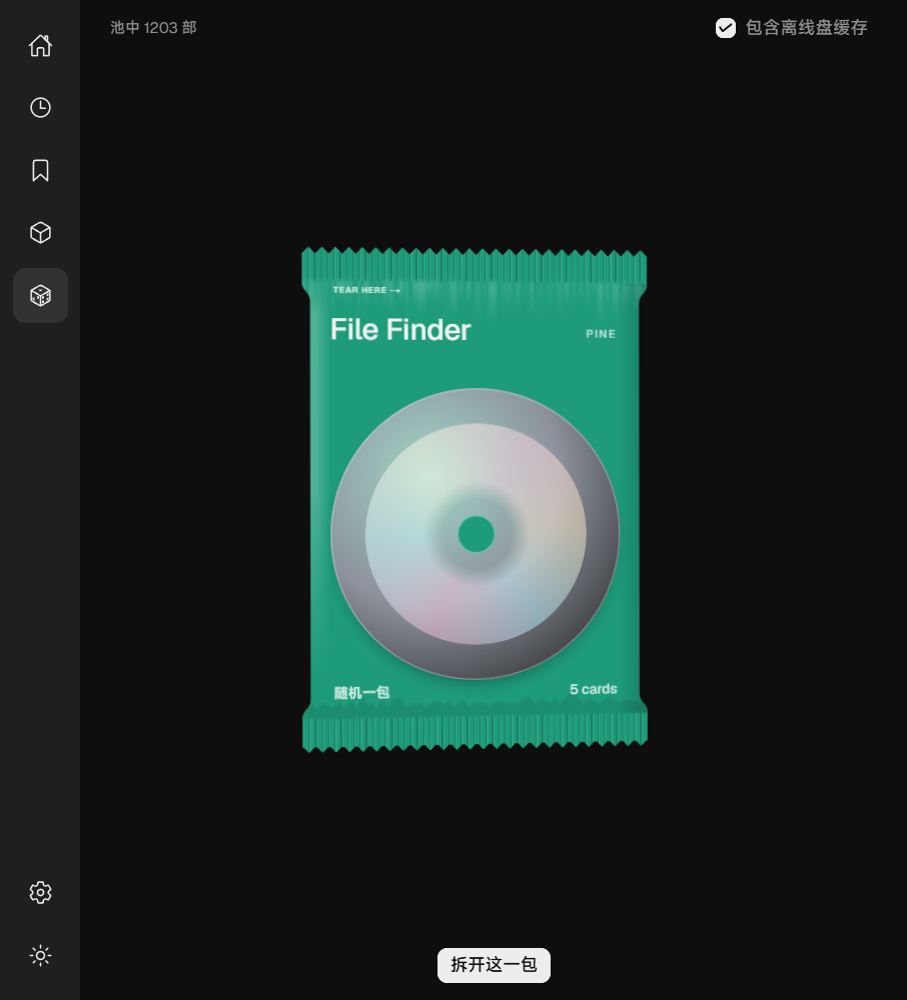 池中 1203 部
包含离线盘缓存
TEAR HERE →
File Finder
PINE
随机一包
5 cards
拆开这一包